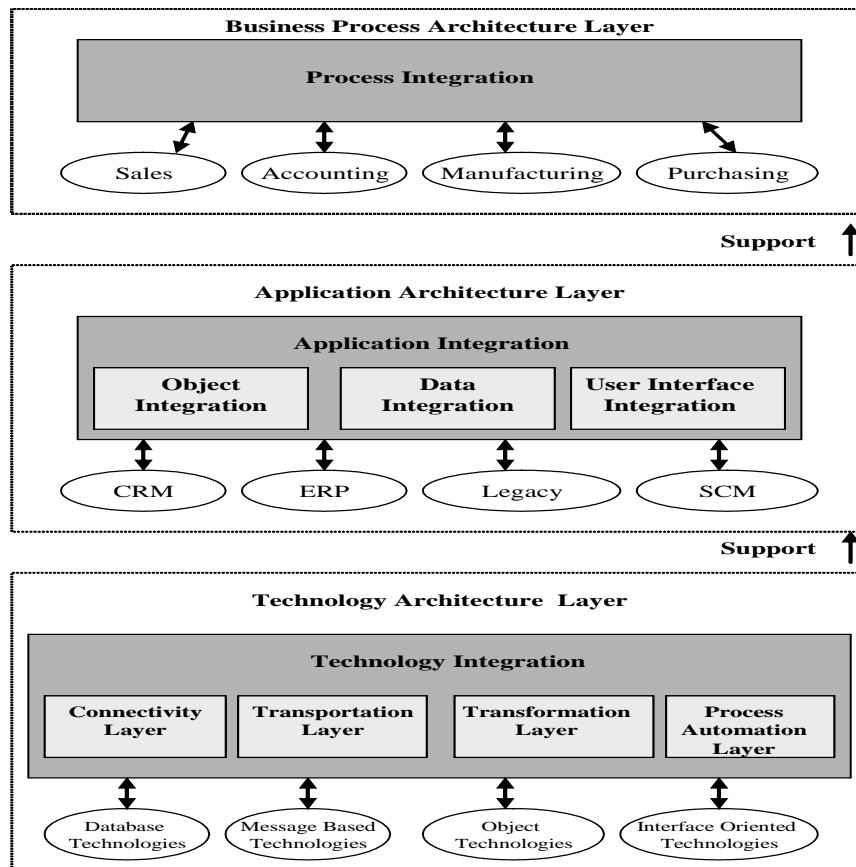 Business Process Architecture Layer
Process Integration
Sales
Accounting
Manufacturing
Purchasing
Support
Application Architecture Layer
Application Integration
Object
Integration
Data
Integration
User Interface
Integration
CRM
ERP
Legacy
SCM
Support
Technology Architecture Layer
Technology Integration
Connectivity
Layer
Transportation
Layer
Transformation
Layer
Process
Automation
Layer
Database
Technologies
Message Based
Technologies
Object
Technologies
Interface Oriented
Technologies